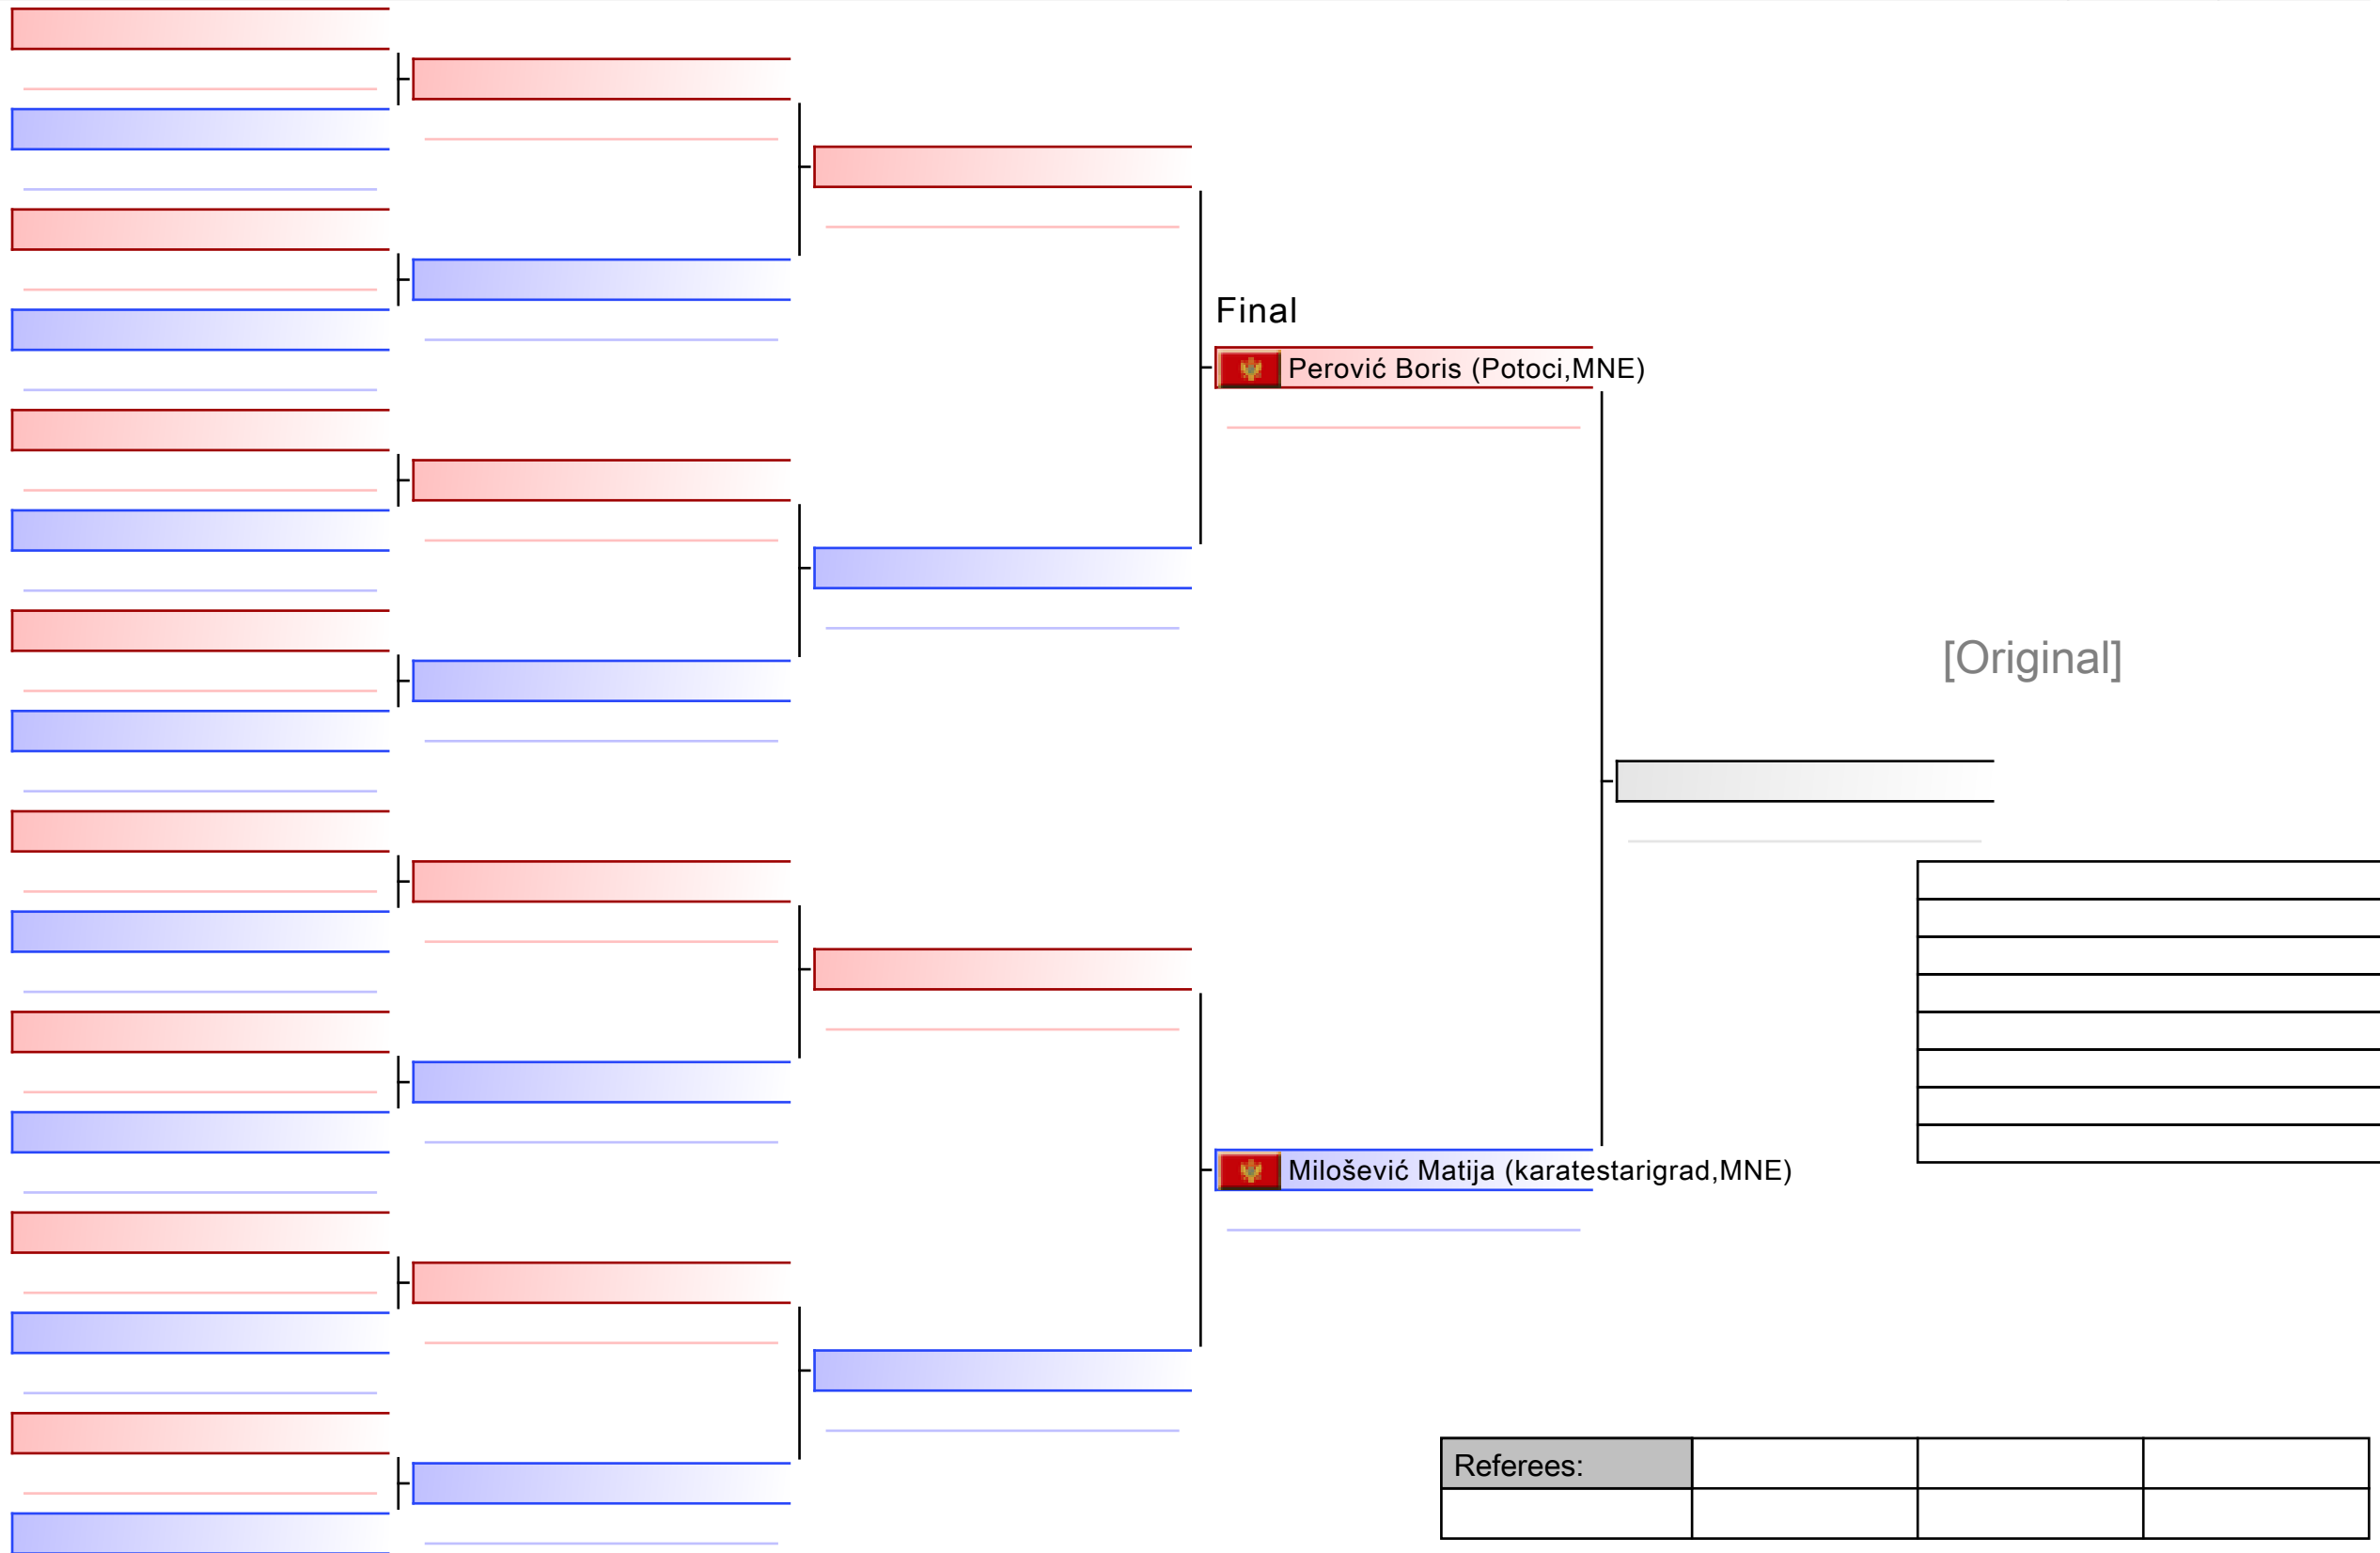 Final
Perović Boris (Potoci,MNE)
[Original]
Milošević Matija (karatestarigrad,MNE)
Referees: